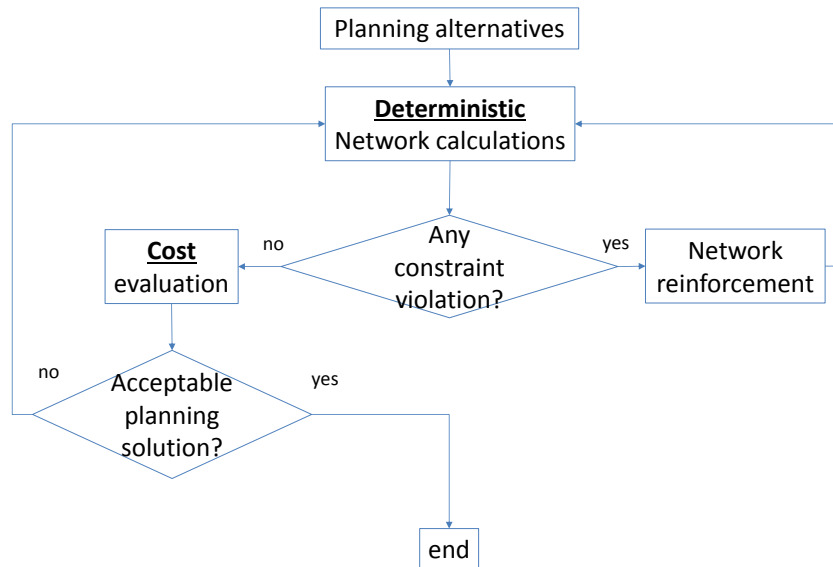 Planning alternatives
Deterministic
Network calculations
no
Any
constraint
violation?
yes
Network
reinforcement
Cost
evaluation
no
Acceptable
planning
solution?
yes
end